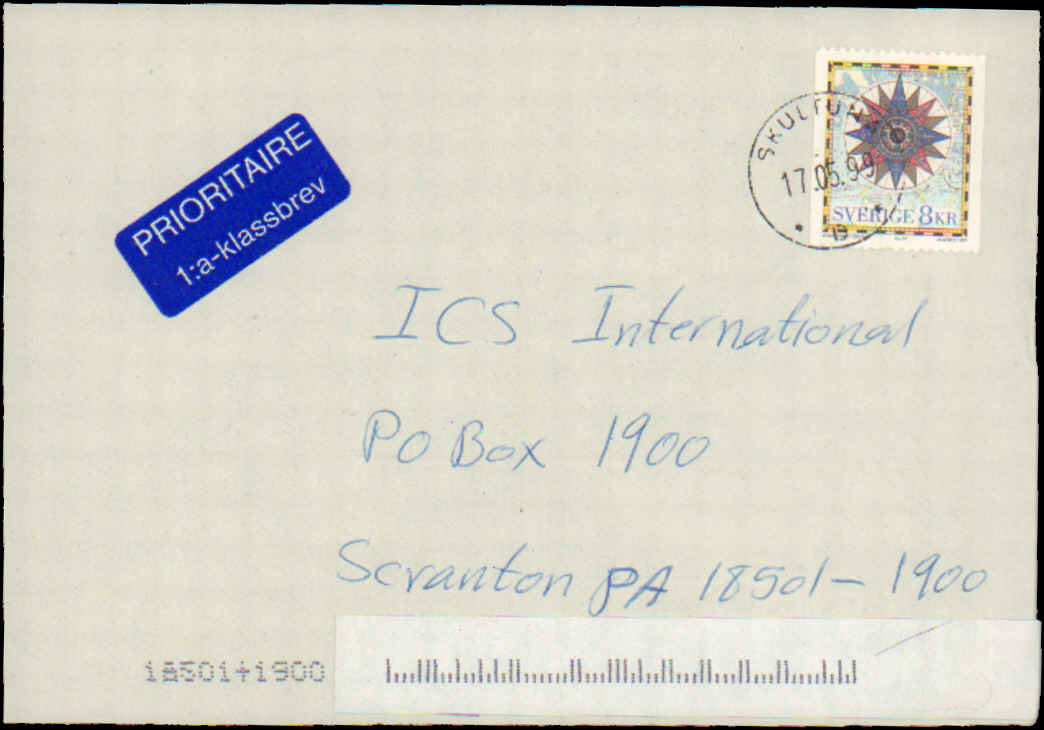 PRIORITAIRE
1:a-klassbrev
SKULTUNA
17.05.99
SVERIGE 8KR
ICS International
PO Box 1900
Scranton PA 18501-1900
18501+1900